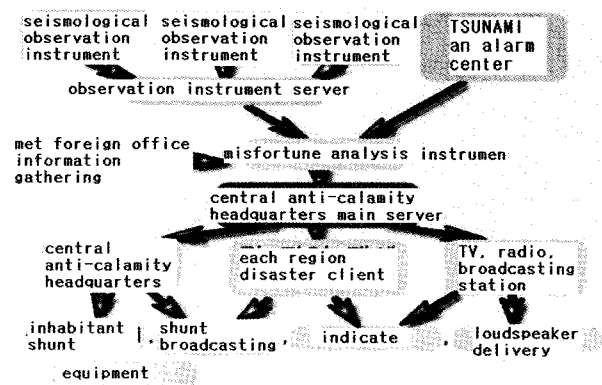 seismological
observation
instrument
seismological
observation
instrument
seismological
observation
instrument
TSUNAMI
an alarm
center
observation instrument server
met foreign office
information
gathering
misfortune analysis instrumen
central anti-calamity
headquarters main server
central
anti-calamity
headquarters
each region
disaster client
TV, radio,
broadcasting
station
inhabitant
shunt
shunt
broadcasting,
indicate
,
loudspeaker
delivery
equipment